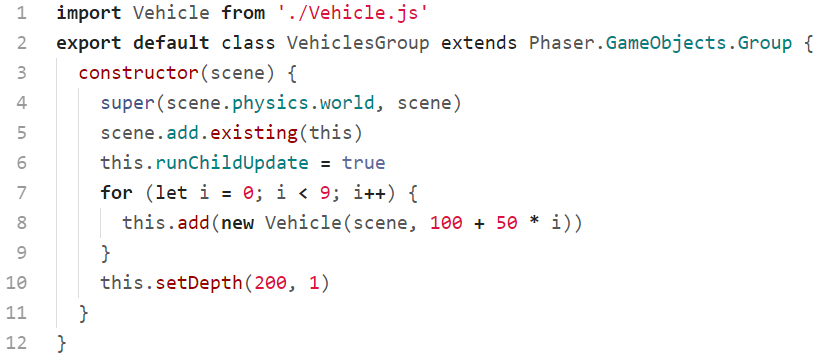 1 import Vehicle from './Vehicle.js'
2 export default class VehiclesGroup extends Phaser.GameObjects.Group {
3   constructor(scene) {
4     super(scene.physics.world, scene)
5     scene.add.existing(this)
6     this.runChildUpdate = true
7     for (let i = 0; i < 9; i++) {
8       this.add(new Vehicle(scene, 100 + 50 * i))
9     }
10     this.setDepth(200, 1)
11   }
12 }